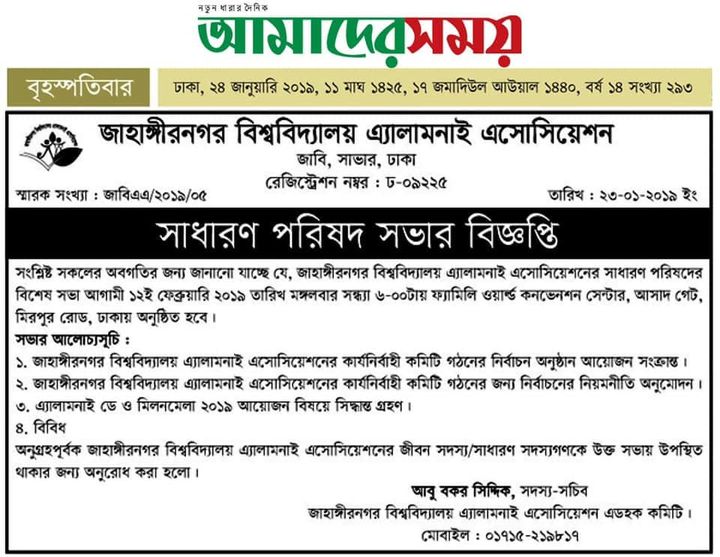 নতুন ধারার দৈনিক
আমাদের সময়
বৃহস্পতিবার
ঢাকা, ২৪ জানুয়ারি ২০১৯, ১১ মাঘ ১৪২৫, ১৭ জমাদিউল আউয়াল ১৪৪০, বর্ষ ১৪ সংখ্যা ২৯৩
জাহাঙ্গীরনগর বিশ্ববিদ্যালয় এ্যালামনাই এসোসিয়েশন
জাবি, সাভার, ঢাকা
রেজিস্ট্রেশন নম্বর : ঢ-০৯২২৫
স্মারক সংখ্যা : জাবিএএ/২০১৯/০৫ তারিখ : ২৩-০১-২০১৯ ইং
সাধারণ পরিষদ সভার বিজ্ঞপ্তি
সংশ্লিষ্ট সকলের অবগতির জন্য জানানো যাচ্ছে যে, জাহাঙ্গীরনগর বিশ্ববিদ্যালয় এ্যালামনাই এসোসিয়েশনের সাধারণ পরিষদের
বিশেষ সভা আগামী ১২ই ফেব্রুয়ারি ২০১৯ তারিখ মঙ্গলবার সন্ধ্যা ৬-০০টায় ফ্যামিলি ওয়ার্ল্ড কনভেনশন সেন্টার, আসাদ গেট,
মিরপুর রোড, ঢাকায় অনুষ্ঠিত হবে।
সভার আলোচ্যসূচি :
১. জাহাঙ্গীরনগর বিশ্ববিদ্যালয় এ্যালামনাই এসোসিয়েশনের কার্যনির্বাহী কমিটি গঠনের নির্বাচন অনুষ্ঠান আয়োজন সংক্রান্ত।
২. জাহাঙ্গীরনগর বিশ্ববিদ্যালয় এ্যালামনাই এসোসিয়েশনের কার্যনির্বাহী কমিটি গঠনের জন্য নির্বাচনের নিয়মনীতি অনুমোদন।
৩. এ্যালামনাই ডে ও মিলনমেলা ২০১৯ আয়োজন বিষয়ে সিদ্ধান্ত গ্রহণ।
৪. বিবিধ
অনুগ্রহপূর্বক জাহাঙ্গীরনগর বিশ্ববিদ্যালয় এ্যালামনাই এসোসিয়েশনের জীবন সদস্য/সাধারণ সদস্যগণকে উক্ত সভায় উপস্থিত
থাকার জন্য অনুরোধ করা হলো।
আবু বকর সিদ্দিক, সদস্য-সচিব
জাহাঙ্গীরনগর বিশ্ববিদ্যালয় এ্যালামনাই এসোসিয়েশন এডহক কমিটি।
মোবাইল : ০১৭১৫-২১৯৮১৭